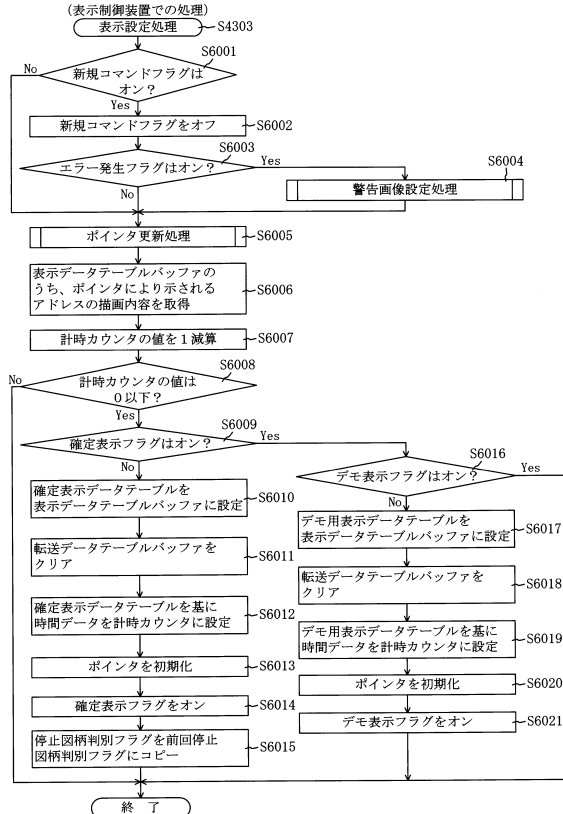 (表示制御装置での処理)
表示設定処理
S4303
S6001
新規コマンドフラグは
オン？
No
Yes
新規コマンドフラグをオフ
S6002
S6003
エラー発生フラグはオン？
Yes
No
S6004
警告画像設定処理
ポインタ更新処理
S6005
表示データテーブルバッファの
うち、ポインタにより示される
アドレスの描画内容を取得
S6006
計時カウンタの値を１減算
S6007
S6008
計時カウンタの値は
０以下？
No
Yes
S6009
確定表示フラグはオン？
Yes
No
確定表示データテーブルを
表示データテーブルバッファに設定
S6010
転送データテーブルバッファを
クリア
S6011
確定表示データテーブルを基に
時間データを計時カウンタに設定
S6012
ポインタを初期化
S6013
確定表示フラグをオン
S6014
停止図柄判別フラグを前回停止
図柄判別フラグにコピー
S6015
S6016
デモ表示フラグはオン？
Yes
No
デモ用表示データテーブルを
表示データテーブルバッファに設定
S6017
転送データテーブルバッファを
クリア
S6018
デモ用表示データテーブルを基に
時間データを計時カウンタに設定
S6019
ポインタを初期化
S6020
デモ表示フラグをオン
S6021
終　了